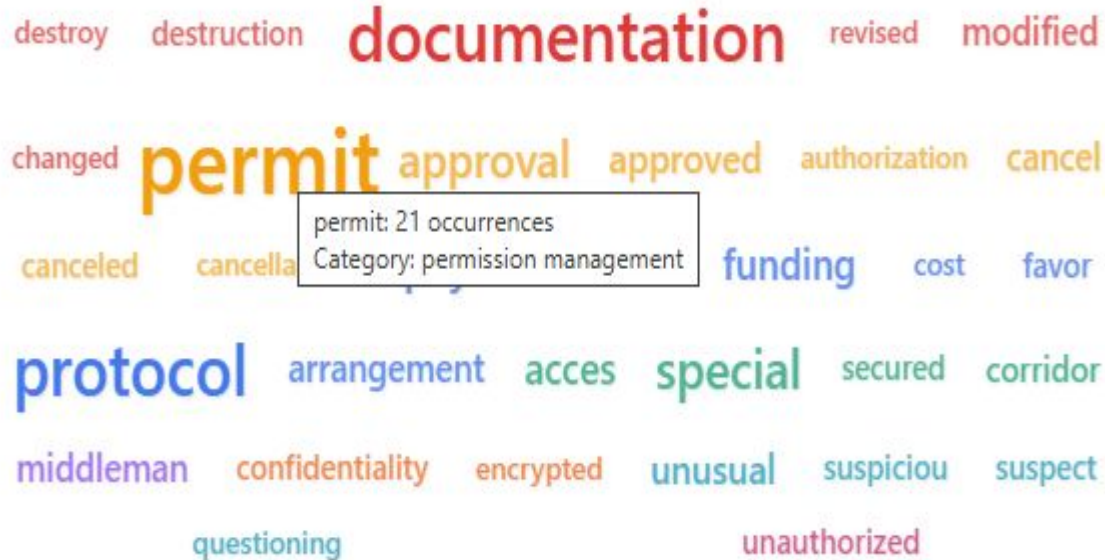 destroy destruction documentation revised modified
changed permit approval approved authorization cancel
permit: 21 occurrences
Category: permission management
canceled cancella funding cost favor
protocol arrangement acces special secured corridor
middleman confidentiality encrypted unusual suspiciou suspect
questioning unauthorized